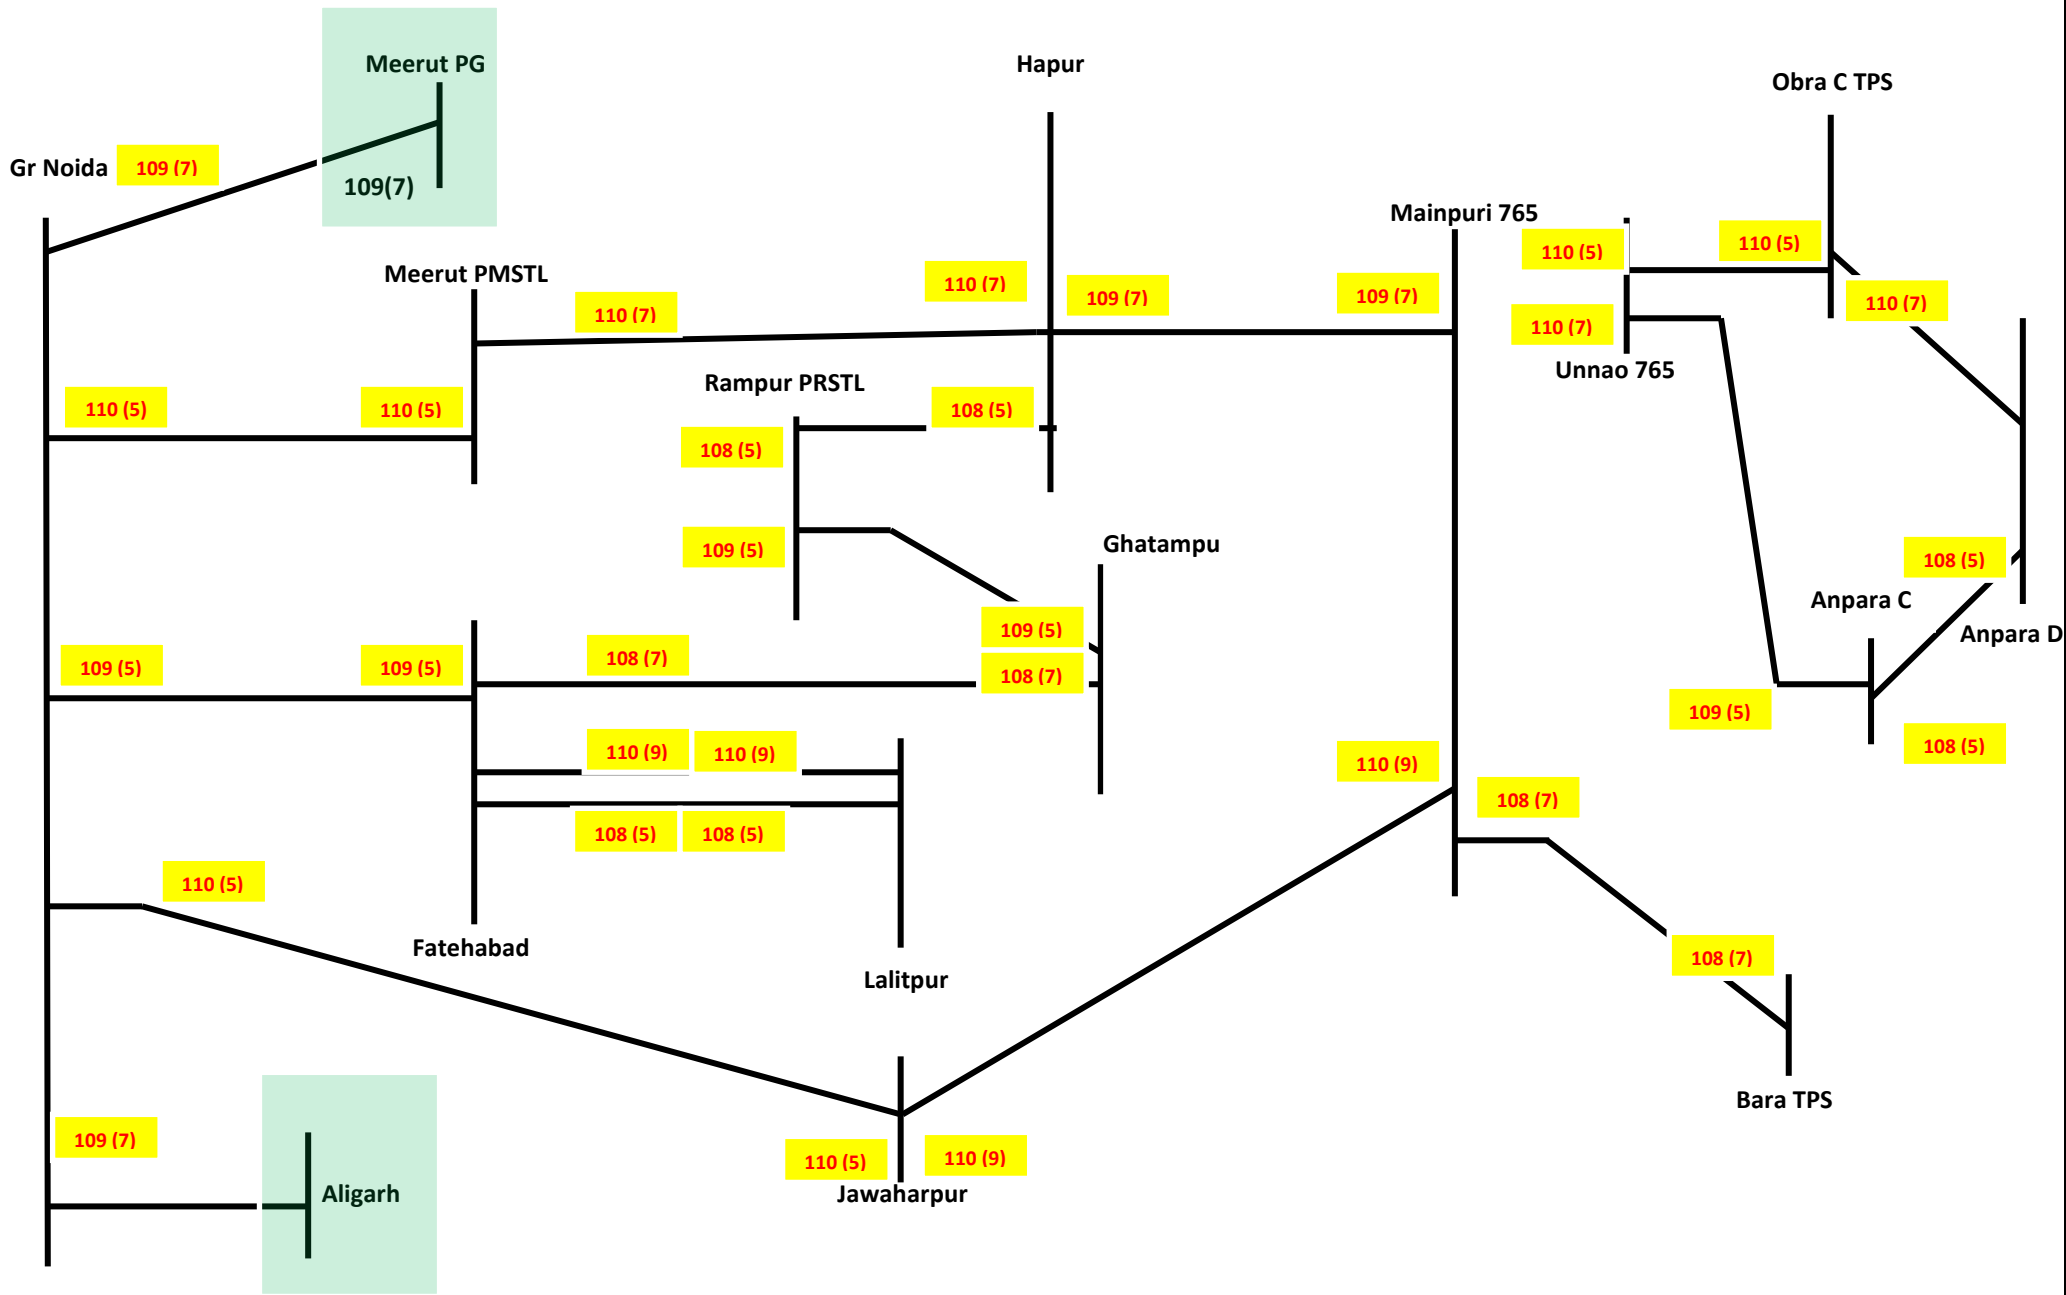 Meerut PG
Hapur
Obra C TPS
Gr Noida
109 (7)
109(7)
Mainpuri 765
110 (5)
110 (5)
Meerut PMSTL
110 (7)
110 (7)
109 (7)
109 (7)
110 (7)
110 (7)
Unnao 765
Rampur PRSTL
110 (5)
110 (5)
108 (5)
108 (5)
109 (5)
Ghatampu
108 (5)
Anpara C
109 (5)
Anpara D
109 (5)
109 (5)
108 (7)
108 (7)
109 (5)
108 (5)
110 (9)
110 (9)
110 (9)
108 (7)
108 (5)
108 (5)
110 (5)
Fatehabad
Lalitpur
108 (7)
Bara TPS
109 (7)
110 (5)
110 (9)
Aligarh
Jawaharpur